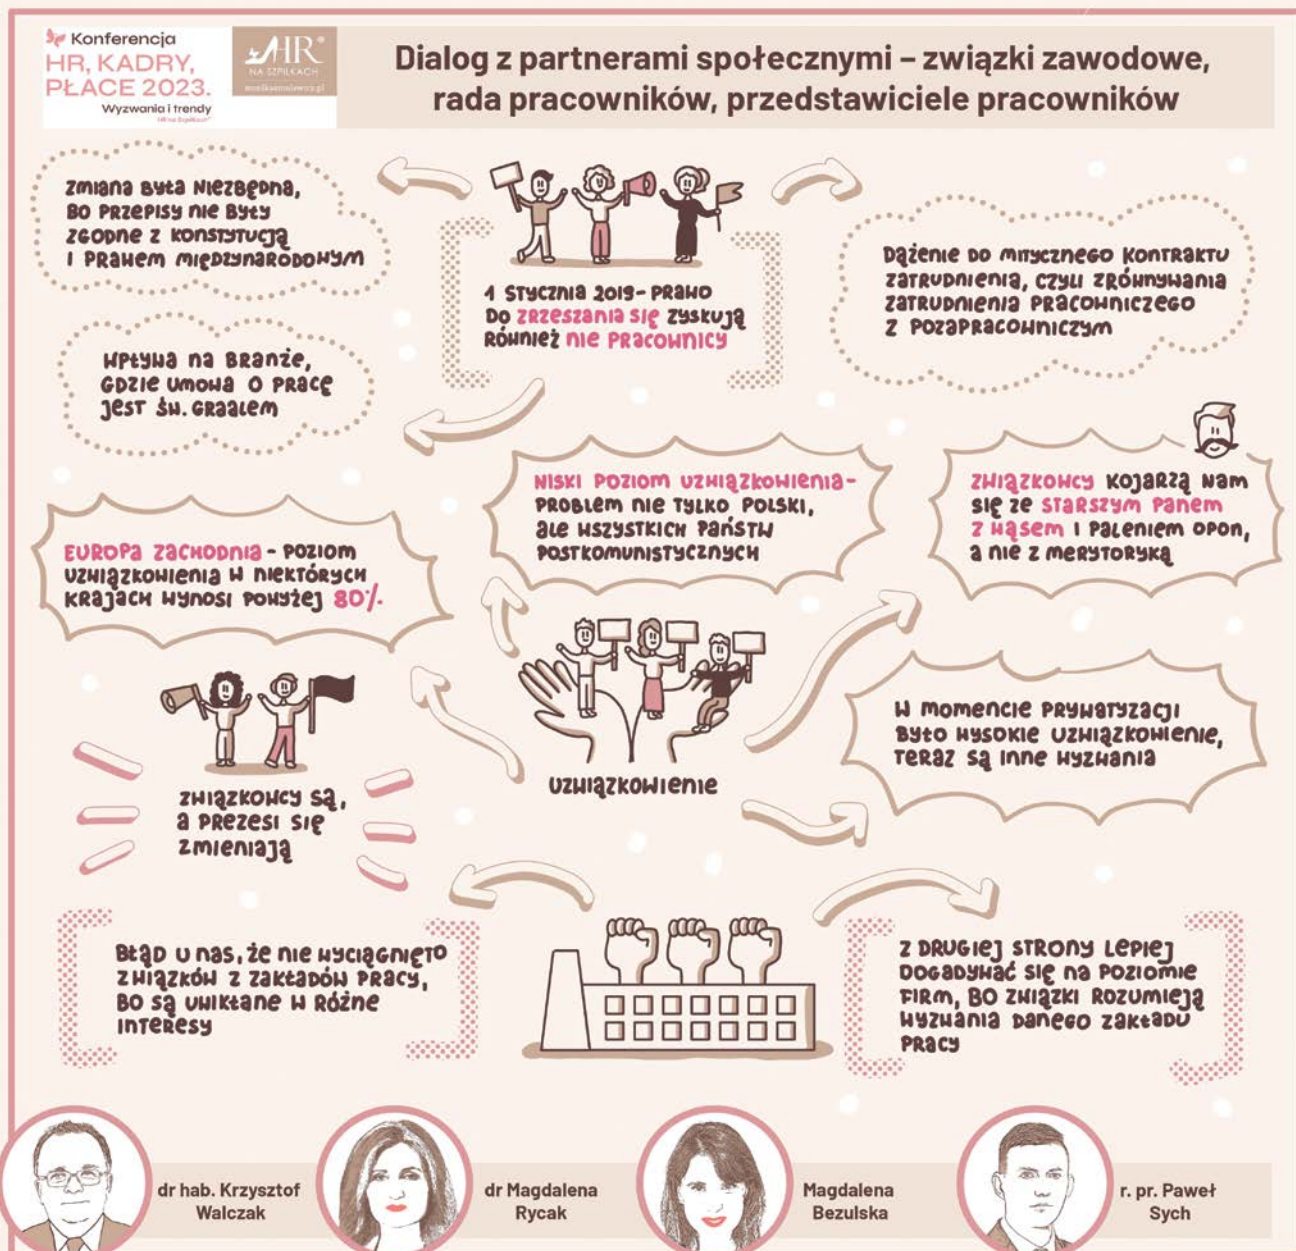 Konferencja
HR, KADRY,
PŁACE 2023.
Wyzwania i trendy
HR na Szpilkach
HR®
NA SZPILKACH
Dialog z partnerami społecznymi – związki zawodowe,
rada pracowników, przedstawiciele pracowników
Zmiana była niezbędna,
bo przepisy nie były
zgodne z konstytucją
i prawem międzynarodowym
1 stycznia 2019 - prawo
do zrzeszania się zyskują
również nie pracownicy
Dążenie do mitycznego kontraktu
zatrudnienia, czyli zrównywania
zatrudnienia pracowniczego
z pozapracowniczym
Wpływa na branże,
gdzie umowa o pracę
jest św. Graalem
Niski poziom uzwiązkowienia -
problem nie tylko Polski,
ale wszystkich państw
postkomunistycznych
Związkowcy kojarzą nam
się ze starszym panem
z wąsem i paleniem opon,
a nie z merytoryką
Europa Zachodnia - poziom
uzwiązkowienia w niektórych
krajach wynosi powyżej 80%.
W momencie prywatyzacji
było wysokie uzwiązkowienie,
teraz są inne wyzwania
Uzwiązkowienie
Związkowcy są,
a prezesi się
zmieniają
Błąd u nas, że nie wyciągnięto
związków z zakładów pracy,
bo są uwikłane w różne
interesy
Z drugiej strony lepiej
dogadywać się na poziomie
firm, bo związki rozumieją
wyzwania danego zakładu
pracy
dr hab. Krzysztof
Walczak
dr Magdalena
Rycak
Magdalena
Bezulska
r. pr. Paweł
Sych